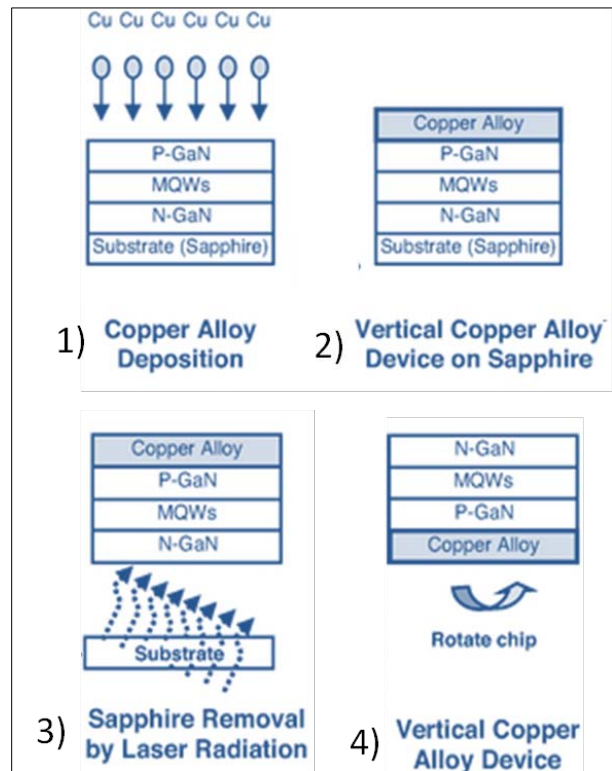 Cu Cu Cu Cu Cu Cu
P-GaN
MQWs
N-GaN
Substrate (Sapphire)
1) Copper Alloy
Deposition
Copper Alloy
P-GaN
MQWs
N-GaN
Substrate (Sapphire)
2) Vertical Copper Alloy
Device on Sapphire
Copper Alloy
P-GaN
MQWs
N-GaN
Substrate
3) Sapphire Removal
by Laser Radiation
N-GaN
MQWs
P-GaN
Copper Alloy
Rotate chip
4) Vertical Copper
Alloy Device